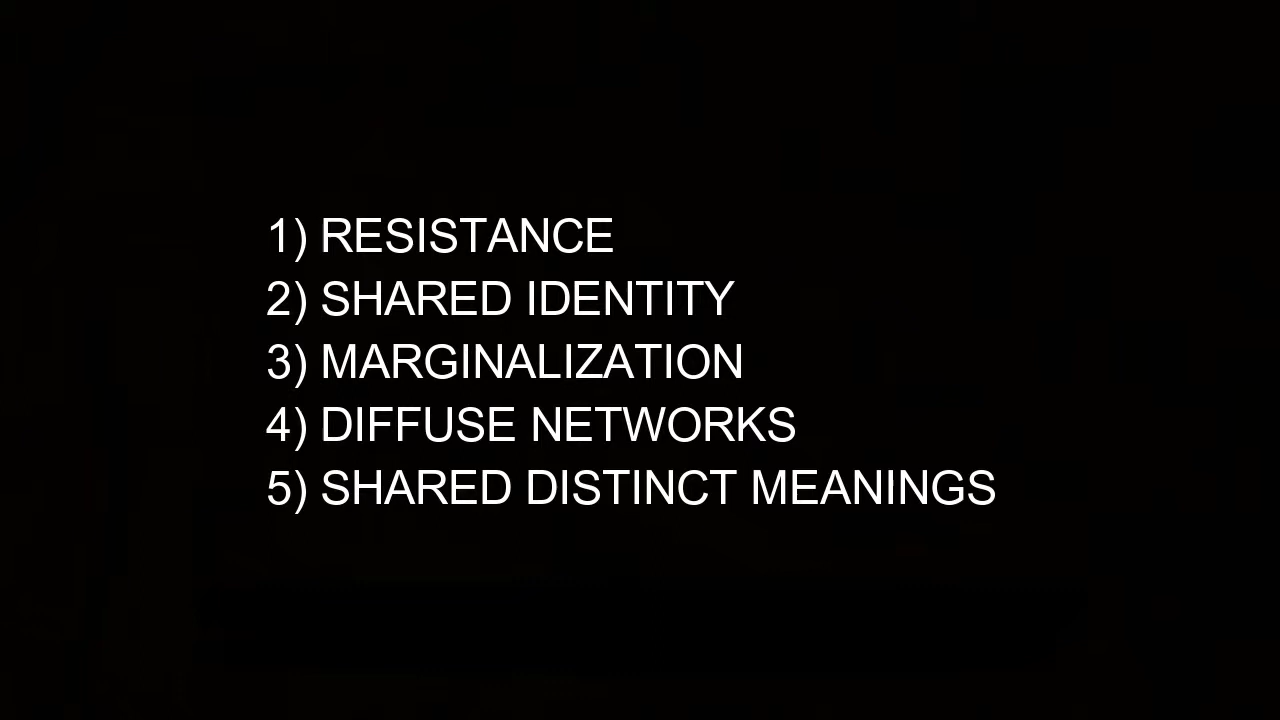 1) RESISTANCE
2) SHARED IDENTITY
3) MARGINALIZATION
4) DIFFUSE NETWORKS
5) SHARED DISTINCT MEANINGS